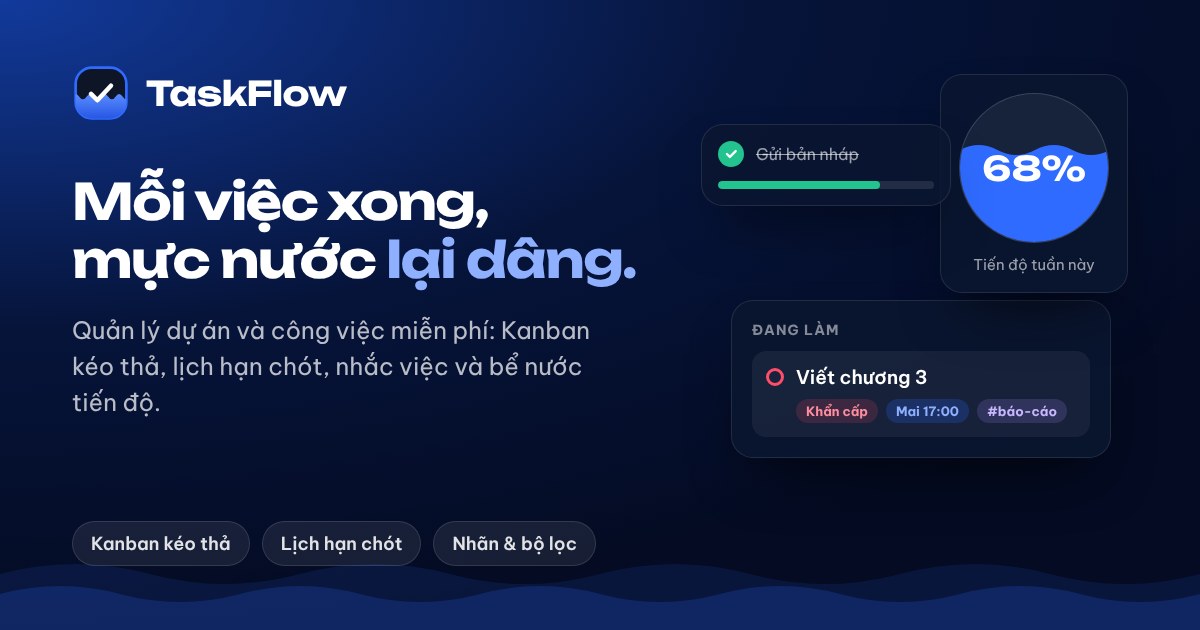 TaskFlow
Mỗi việc xong,
mực nước lại dâng.
Quản lý dự án và công việc miễn phí: Kanban
kéo thả, lịch hạn chót, nhắc việc và bể nước
tiến độ.
Kanban kéo thả
Lịch hạn chót
Nhãn & bộ lọc
Gửi bản nháp
68%
Tiến độ tuần này
ĐANG LÀM
Viết chương 3
Khẩn cấp
Mai 17:00
#báo-cáo